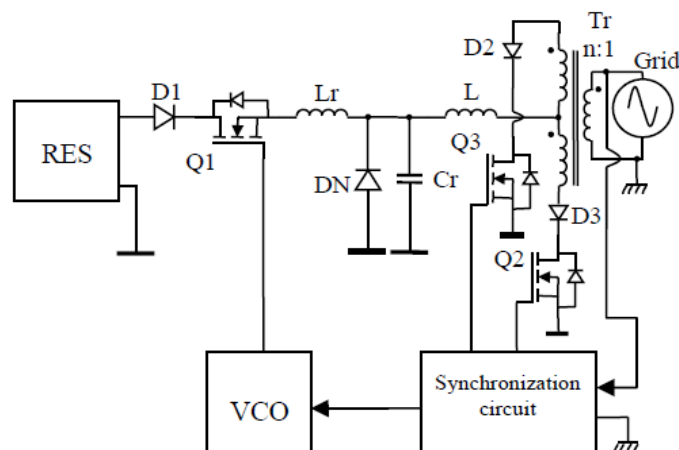 Tr
n:1
D2
Grid
D1
Lr
L
RES
Q1
Q3
DN
Cr
D3
Q2
VCO
Synchronization
circuit